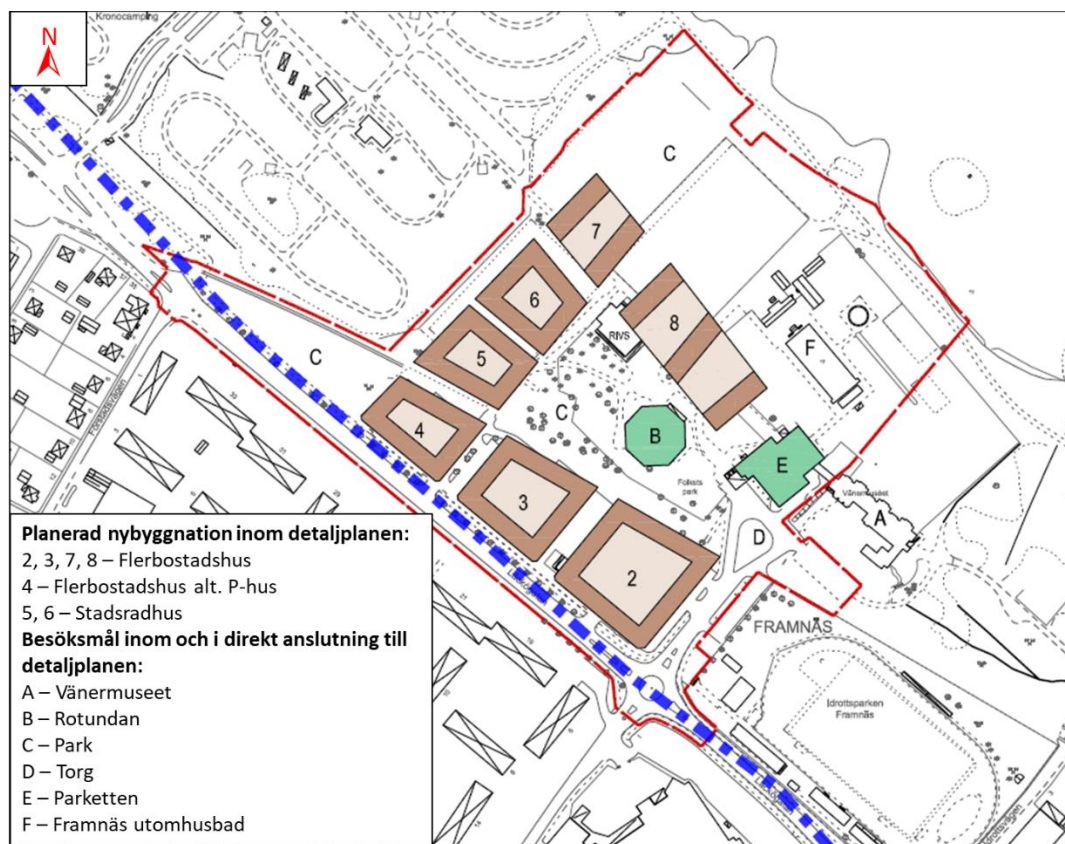 Kronocamping
N
C
7
6
8
RIVS
F
5
C
C
4
B
E
Folkets
park
Vänermuseet
A
3
D
2
FRAMNÄS
Idrottsparken
Framnäs
Förstadsvägen
Idrottsvägen
Planerad nybyggnation inom detaljplanen:
2, 3, 7, 8 – Flerbostadshus
4 – Flerbostadshus alt. P-hus
5, 6 – Stadsradhus
Besöksmål inom och i direkt anslutning till
detaljplanen:
A – Vänermuseet
B – Rotundan
C – Park
D – Torg
E – Parketten
F – Framnäs utomhusbad